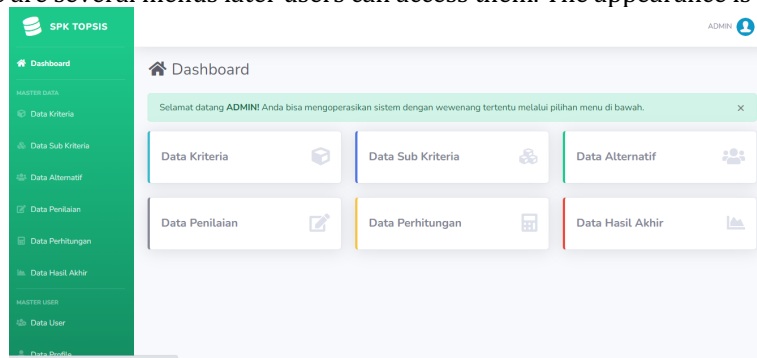 are several menus later users can access them. The appearance is
SPK TOPSIS
ADMIN
Dashboard
MASTER DATA
Data Kriteria
Data Sub Kriteria
Data Alternatif
Data Penilaian
Data Perhitungan
Data Hasil Akhir
MASTER USER
Data User
Data Profile
Dashboard
Selamat datang ADMIN! Anda bisa mengoperasikan sistem dengan wewenang tertentu melalui pilihan menu di bawah.
Data Kriteria
Data Sub Kriteria
Data Alternatif
Data Penilaian
Data Perhitungan
Data Hasil Akhir